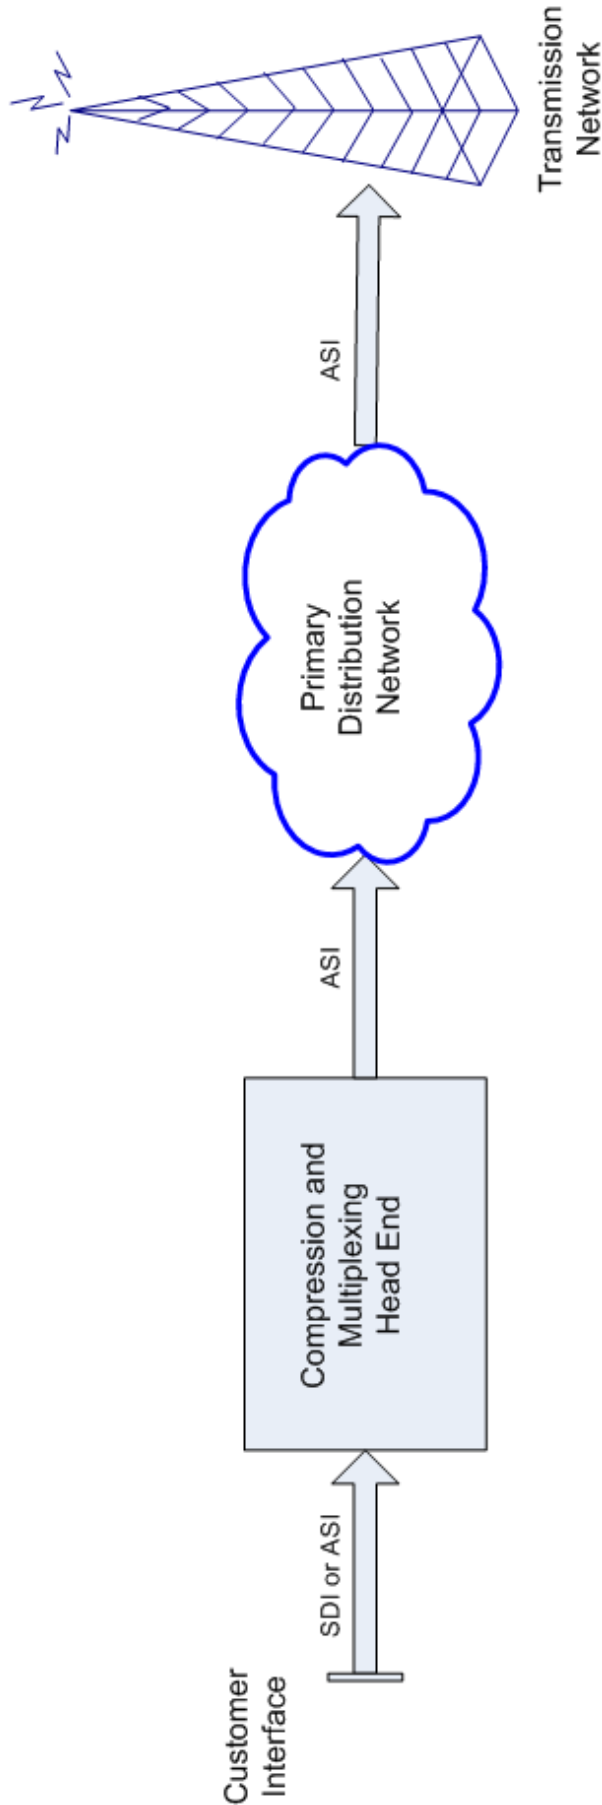 Customer
Interface
SDI or ASI
Compression and
Multiplexing
Head End
ASI
Primary
Distribution
Network
ASI
Transmission
Network